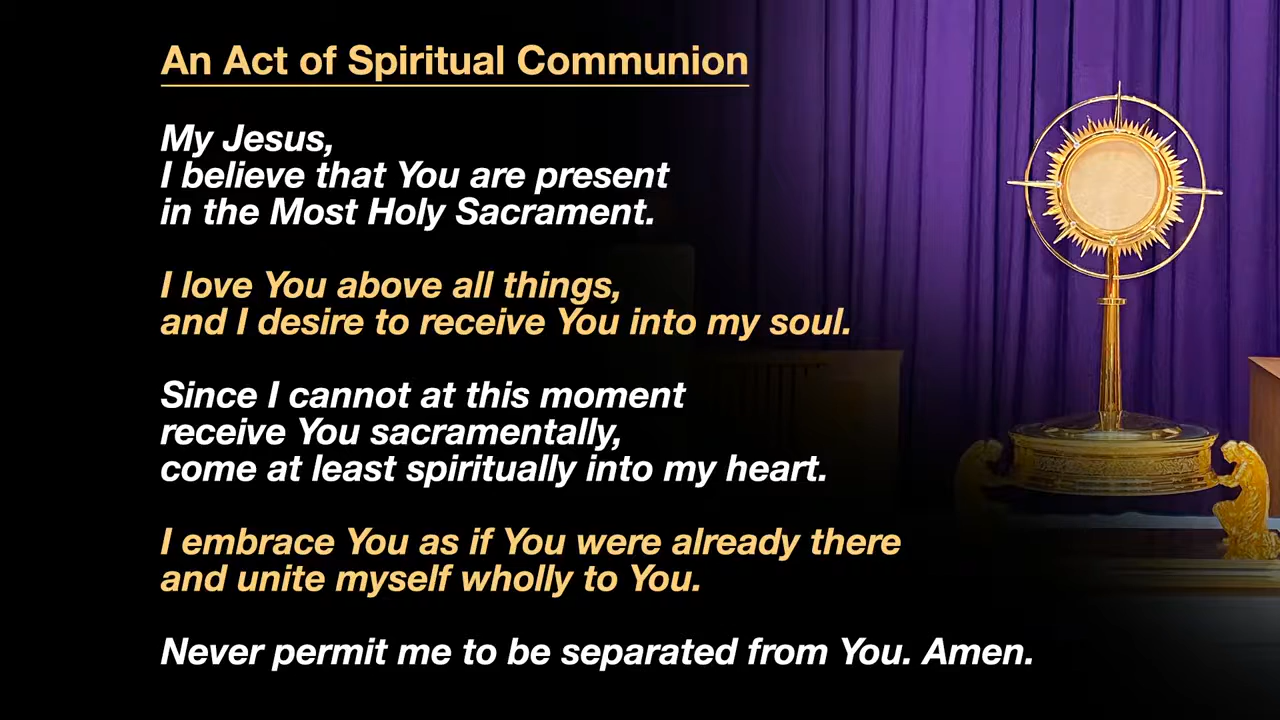 An Act of Spiritual Communion
My Jesus,
I believe that You are present
in the Most Holy Sacrament.
I love You above all things,
and I desire to receive You into my soul.
Since I cannot at this moment
receive You sacramentally,
come at least spiritually into my heart.
I embrace You as if You were already there
and unite myself wholly to You.
Never permit me to be separated from You. Amen.